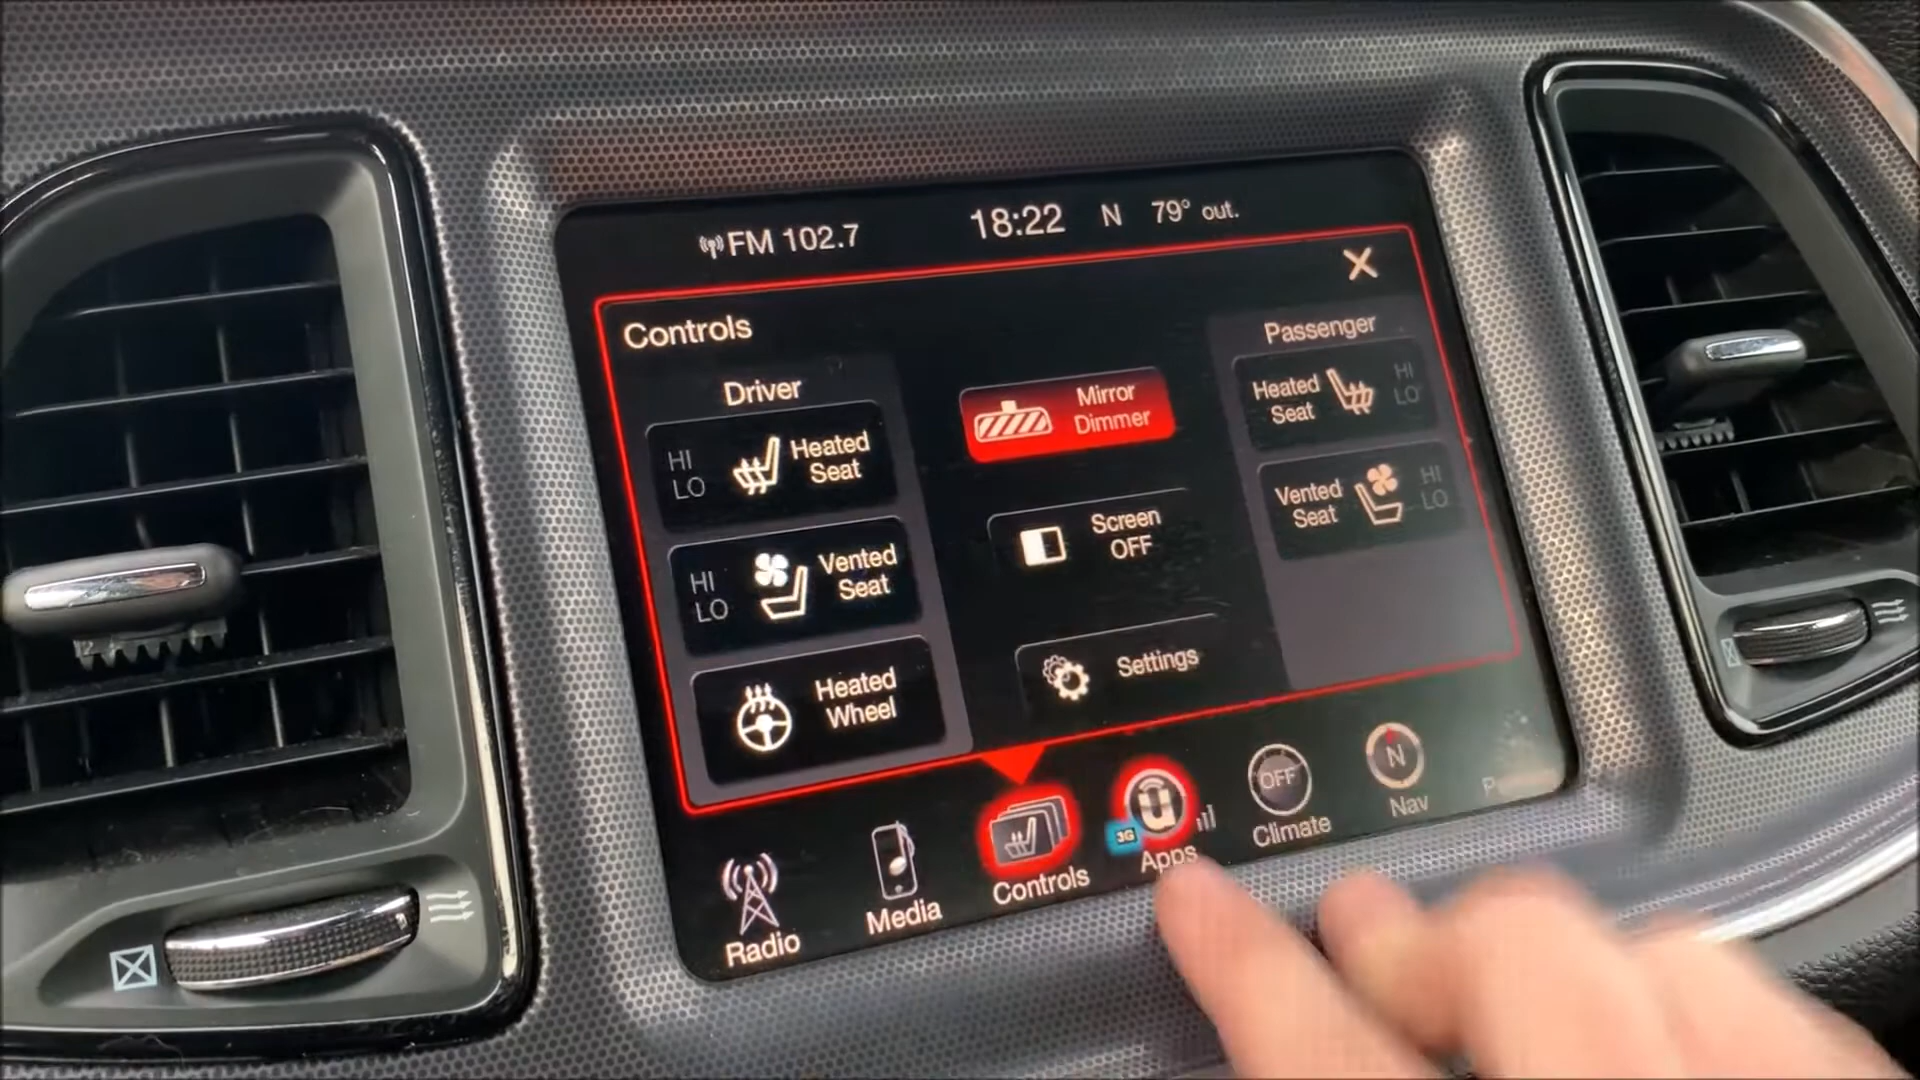 FM 102.7
18:22 N 79° out.
Controls
Driver
HI
LO
Heated
Seat
HI
LO
Vented
Seat
Heated
Wheel
Mirror
Dimmer
Screen
OFF
Settings
Passenger
Heated
Seat
HI
LO
Vented
Seat
HI
LO
Radio
Media
Controls
3G
Apps
OFF
Climate
N
Nav